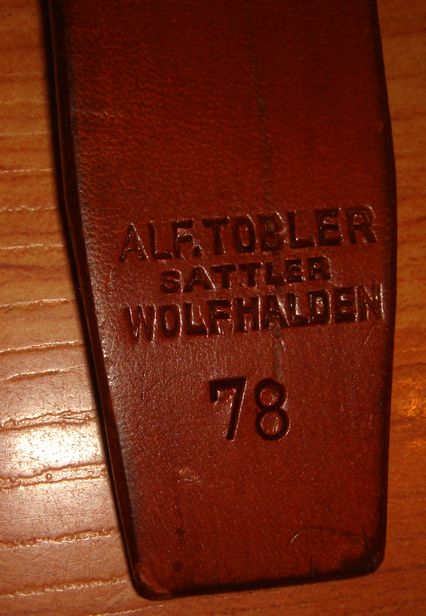 ALF. TOBLER
SATTLER
WOLFHALDEN
78